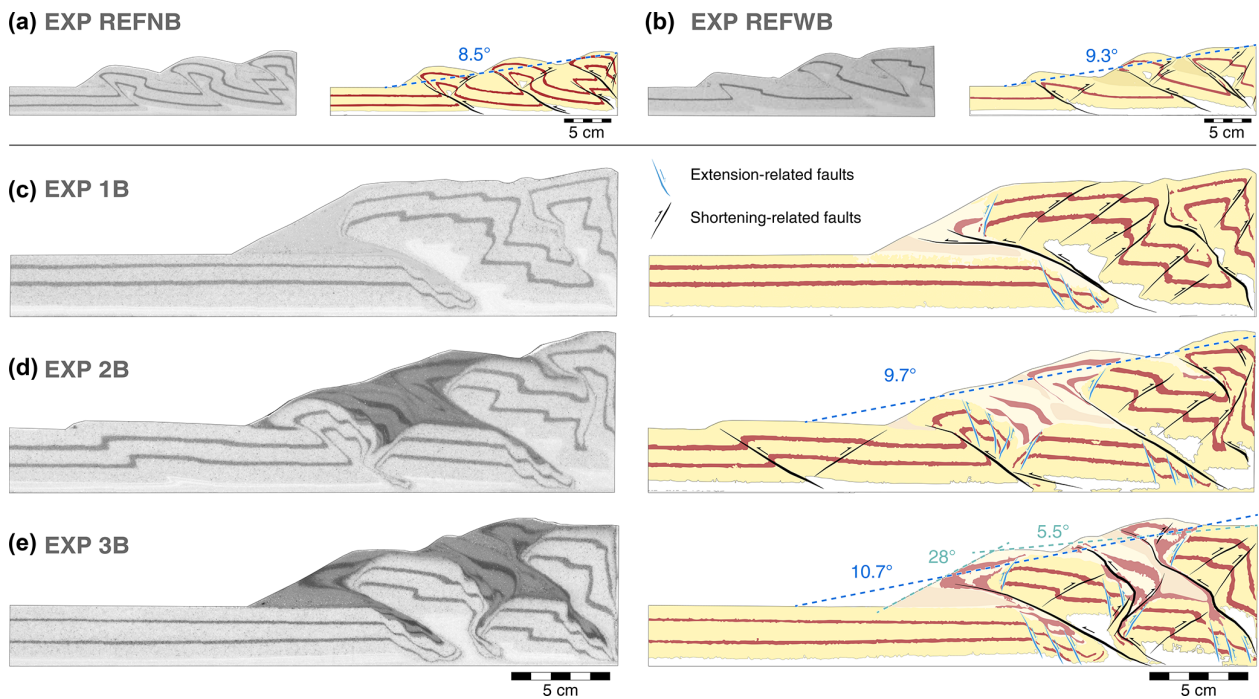 (a) EXP REFNB
8.5°
5 cm
(b) EXP REFWB
9.3°
5 cm
(c) EXP 1B
Extension-related faults
Shortening-related faults
(d) EXP 2B
9.7°
(e) EXP 3B
5.5°
28°
10.7°
5 cm
5 cm